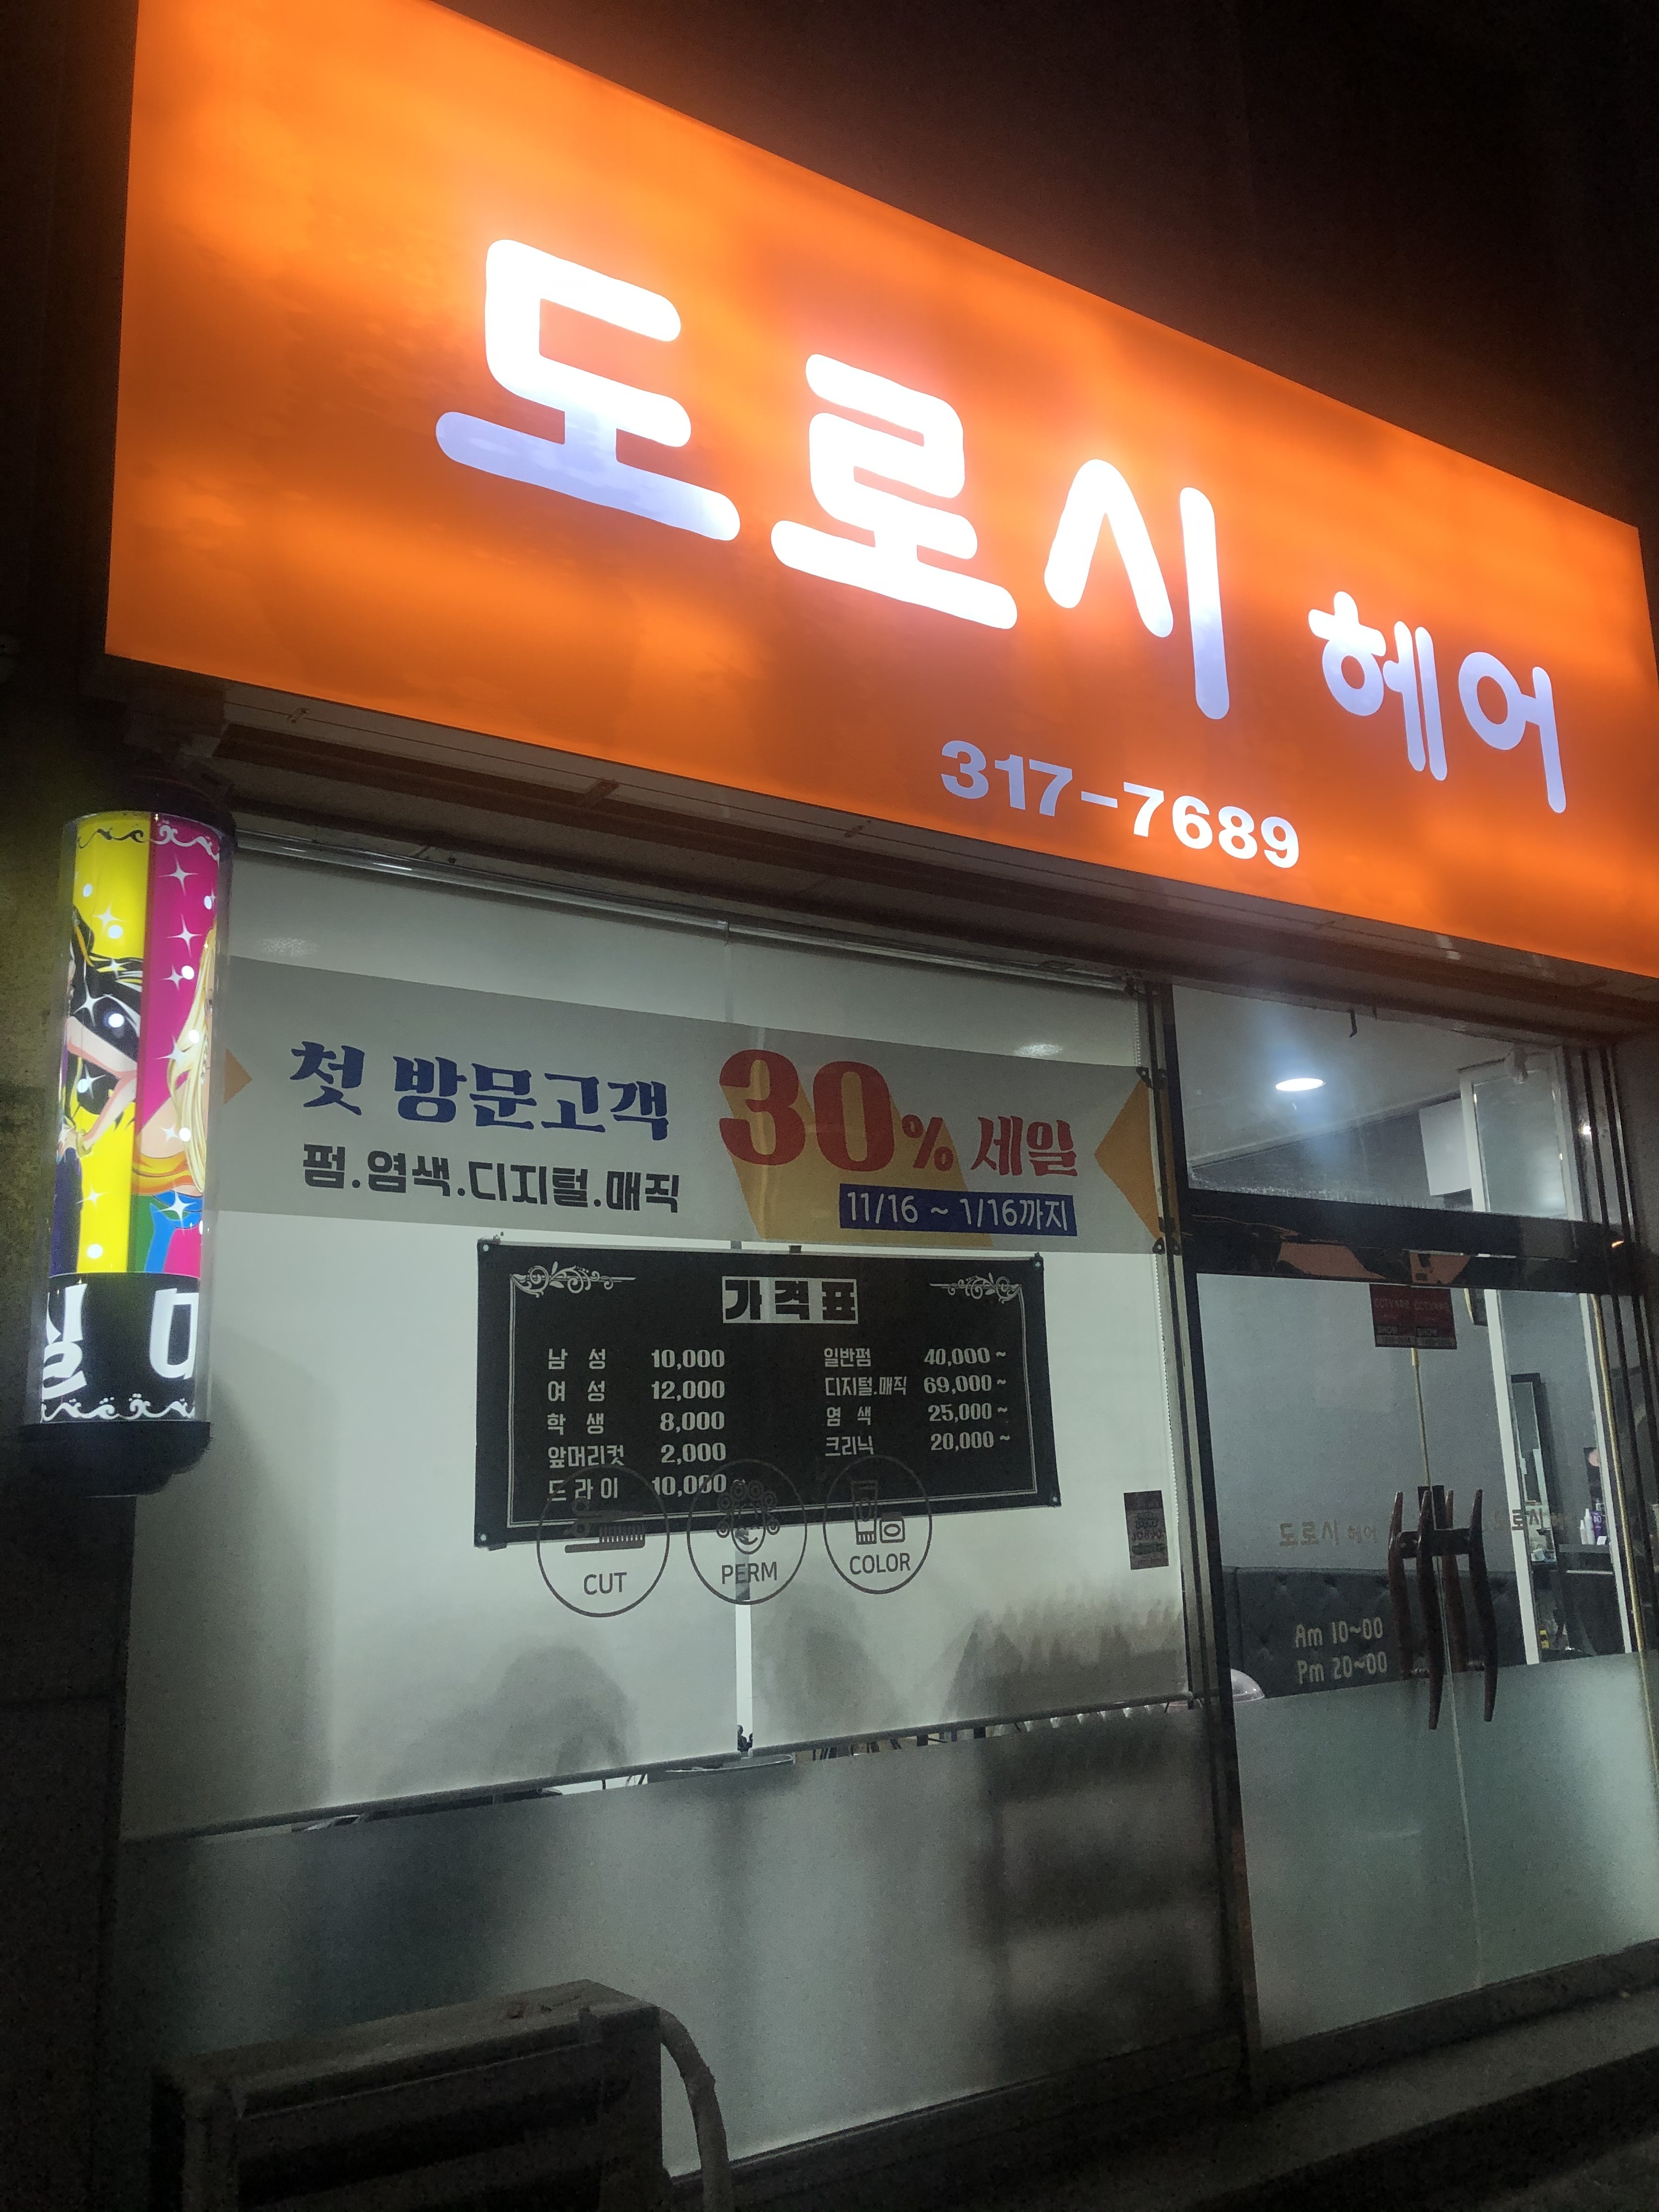 도로시 헤어
317-7689
첫 방문고객 30% 세일
펌.염색.디지털.매직
11/16 ~ 1/16까지
가격표
남 성 10,000
여 성 12,000
학 생 8,000
앞머리컷 2,000
드라이 10,000~
일반펌 40,000~
디지털.매직 69,000~
염 색 25,000~
크리닉 20,000~
CUT
PERM
COLOR
도로시 헤어
Am 10~00
Pm 20~00